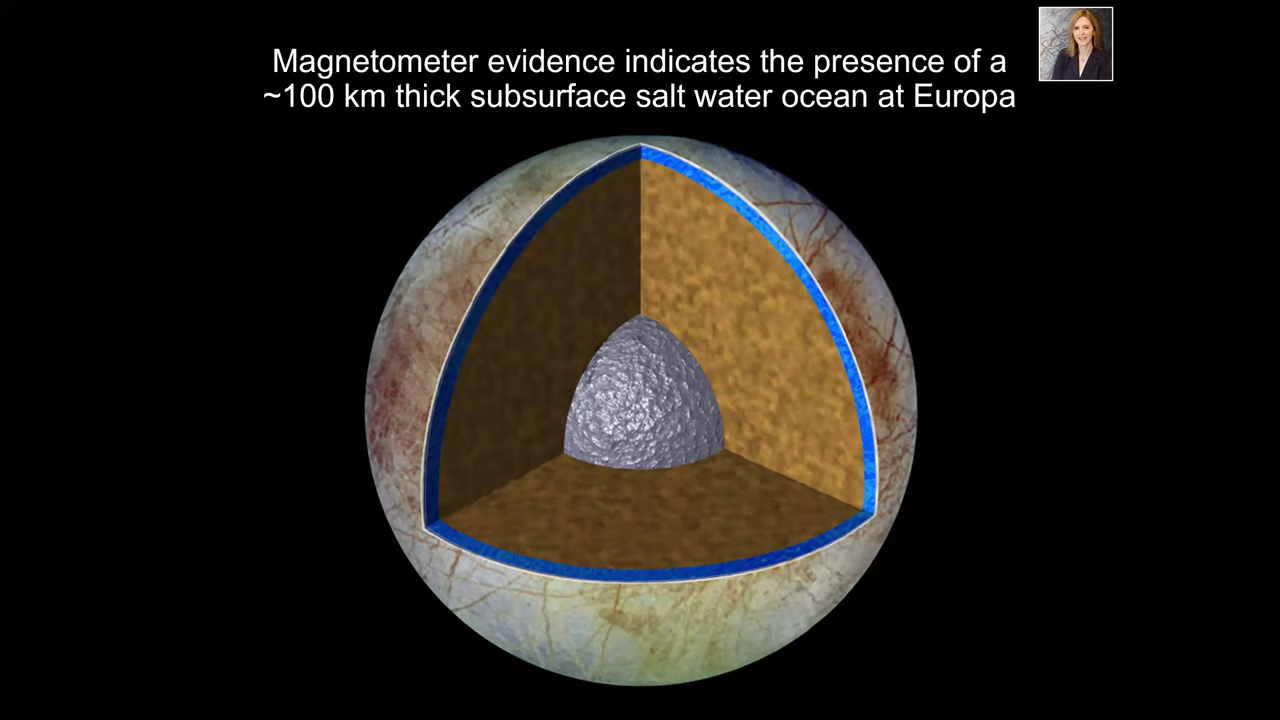 Magnetometer evidence indicates the presence of a
~100 km thick subsurface salt water ocean at Europa